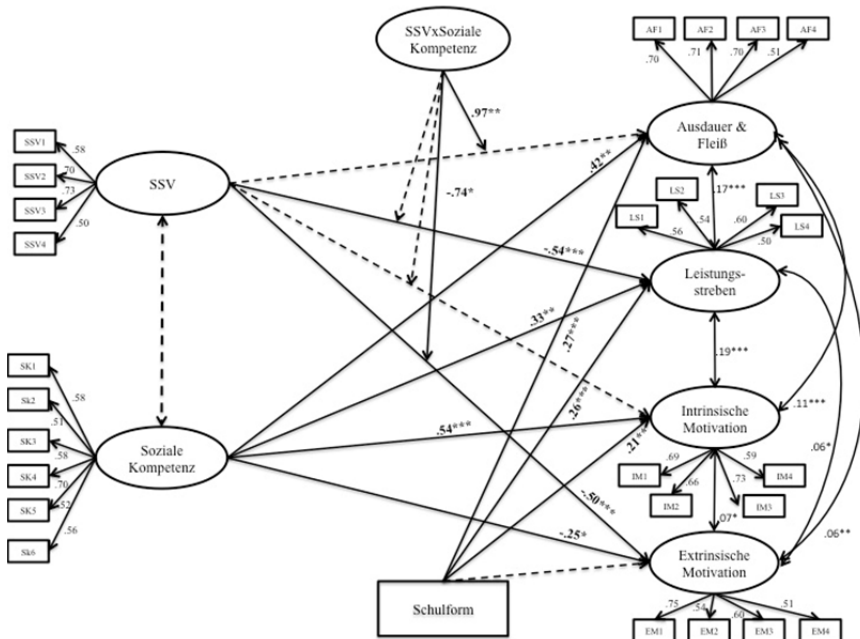 SSVxSoziale
Kompetenz
AF1
AF2
AF3
AF4
.70
.71
.70
.51
Ausdauer &
Fleiß
SSV1
SSV2
SSV3
SSV4
.58
.70
.73
.50
SSV
.97**
-.74*
.42**
.17***
LS1
LS2
LS3
LS4
.56
.54
.60
.50
-.54***
Leistungs-
streben
.33**
.27***
.19***
SK1
Sk2
SK3
SK4
SK5
Sk6
.58
.51
.58
.70
.52
.56
Soziale
Kompetenz
.54***
.26***
.21**
Intrinsische
Motivation
.11***
.06*
.06**
IM1
IM2
IM3
IM4
.69
.66
.73
.59
.07*
-.50***
-.25*
Extrinsische
Motivation
Schulform
.75
.54
.60
.51
EM1
EM2
EM3
EM4